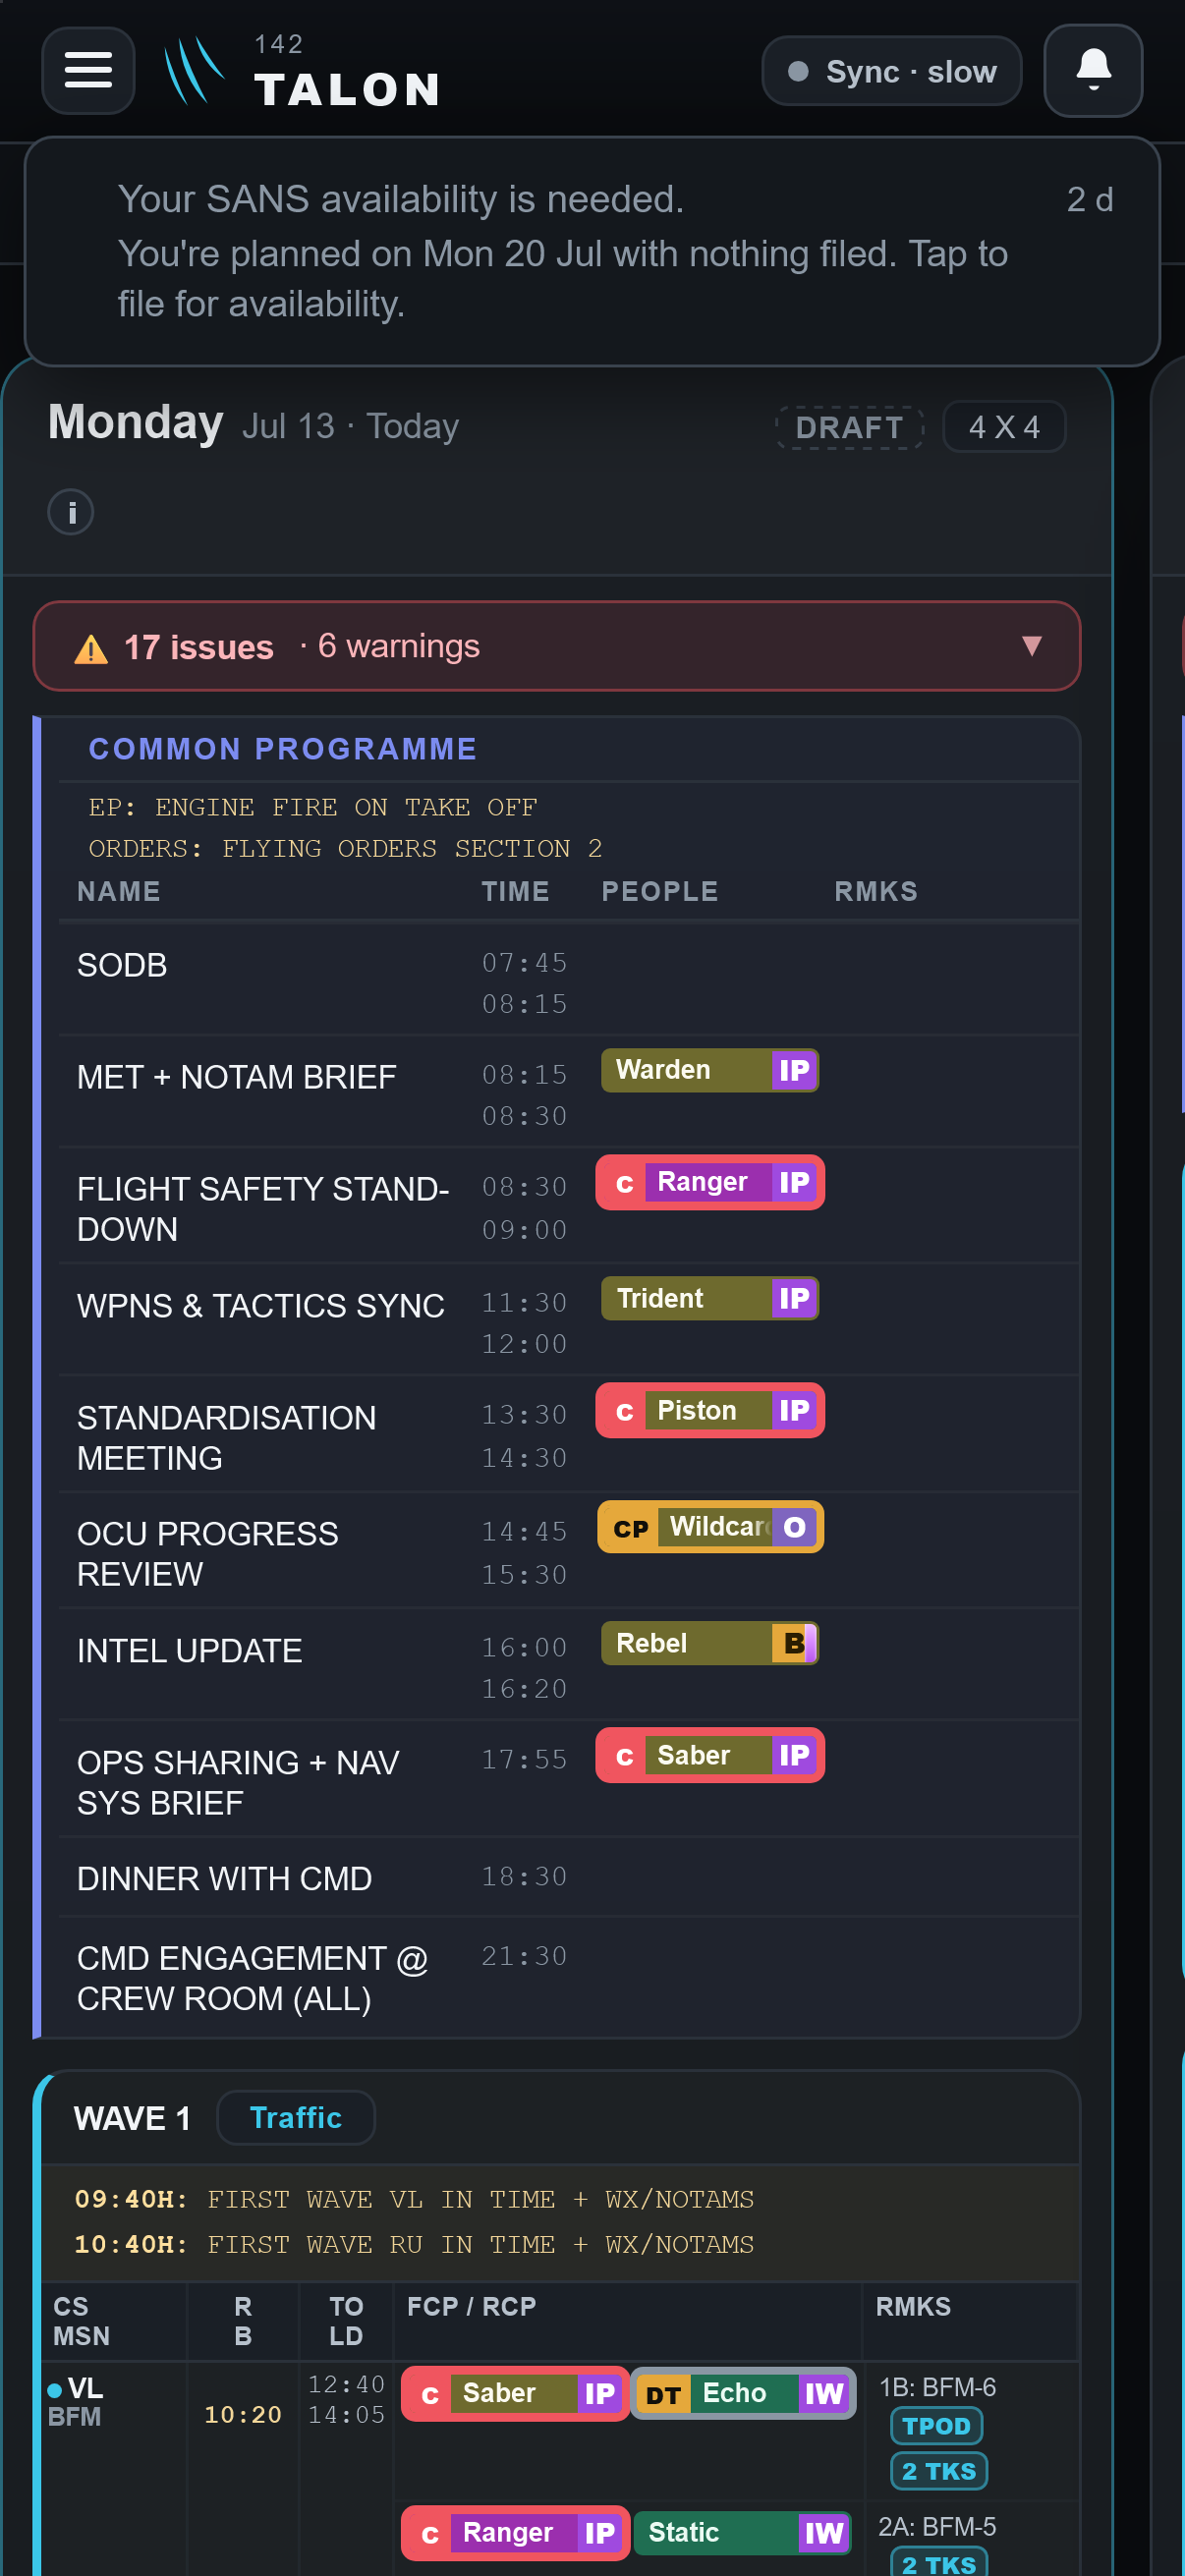 142
TALON
Sync · slow
Your SANS availability is needed. 2 d
You're planned on Mon 20 Jul with nothing filed. Tap to
file for availability.
Monday Jul 13 · Today DRAFT 4 X 4
i
17 issues · 6 warnings
COMMON PROGRAMME
EP: ENGINE FIRE ON TAKE OFF
ORDERS: FLYING ORDERS SECTION 2
NAME TIME PEOPLE RMKS
SODB 07:45
08:15
MET + NOTAM BRIEF 08:15 Warden IP
08:30
FLIGHT SAFETY STAND- 08:30 C Ranger IP
DOWN 09:00
WPNS & TACTICS SYNC 11:30 Trident IP
12:00
STANDARDISATION 13:30 C Piston IP
MEETING 14:30
OCU PROGRESS 14:45 CP Wildcard O
REVIEW 15:30
INTEL UPDATE 16:00 Rebel B
16:20
OPS SHARING + NAV 17:55 C Saber IP
SYS BRIEF
DINNER WITH CMD 18:30
CMD ENGAGEMENT @ 21:30
CREW ROOM (ALL)
WAVE 1 Traffic
09:40H: FIRST WAVE VL IN TIME + WX/NOTAMS
10:40H: FIRST WAVE RU IN TIME + WX/NOTAMS
CS R TO FCP / RCP RMKS
MSN B LD
VL 12:40 C Saber IP DT Echo IW 1B: BFM-6
BFM 10:20 14:05 TPOD
2 TKS
C Ranger IP Static IW 2A: BFM-5
2 TKS